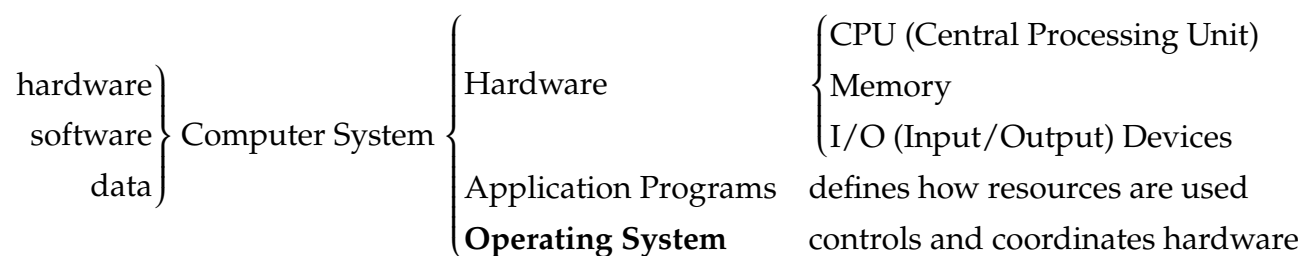 CPU (Central Processing Unit)
hardware
Hardware
Memory
software
Computer System
I/O (Input/Output) Devices
data
Application Programs defines how resources are used
Operating System controls and coordinates hardware